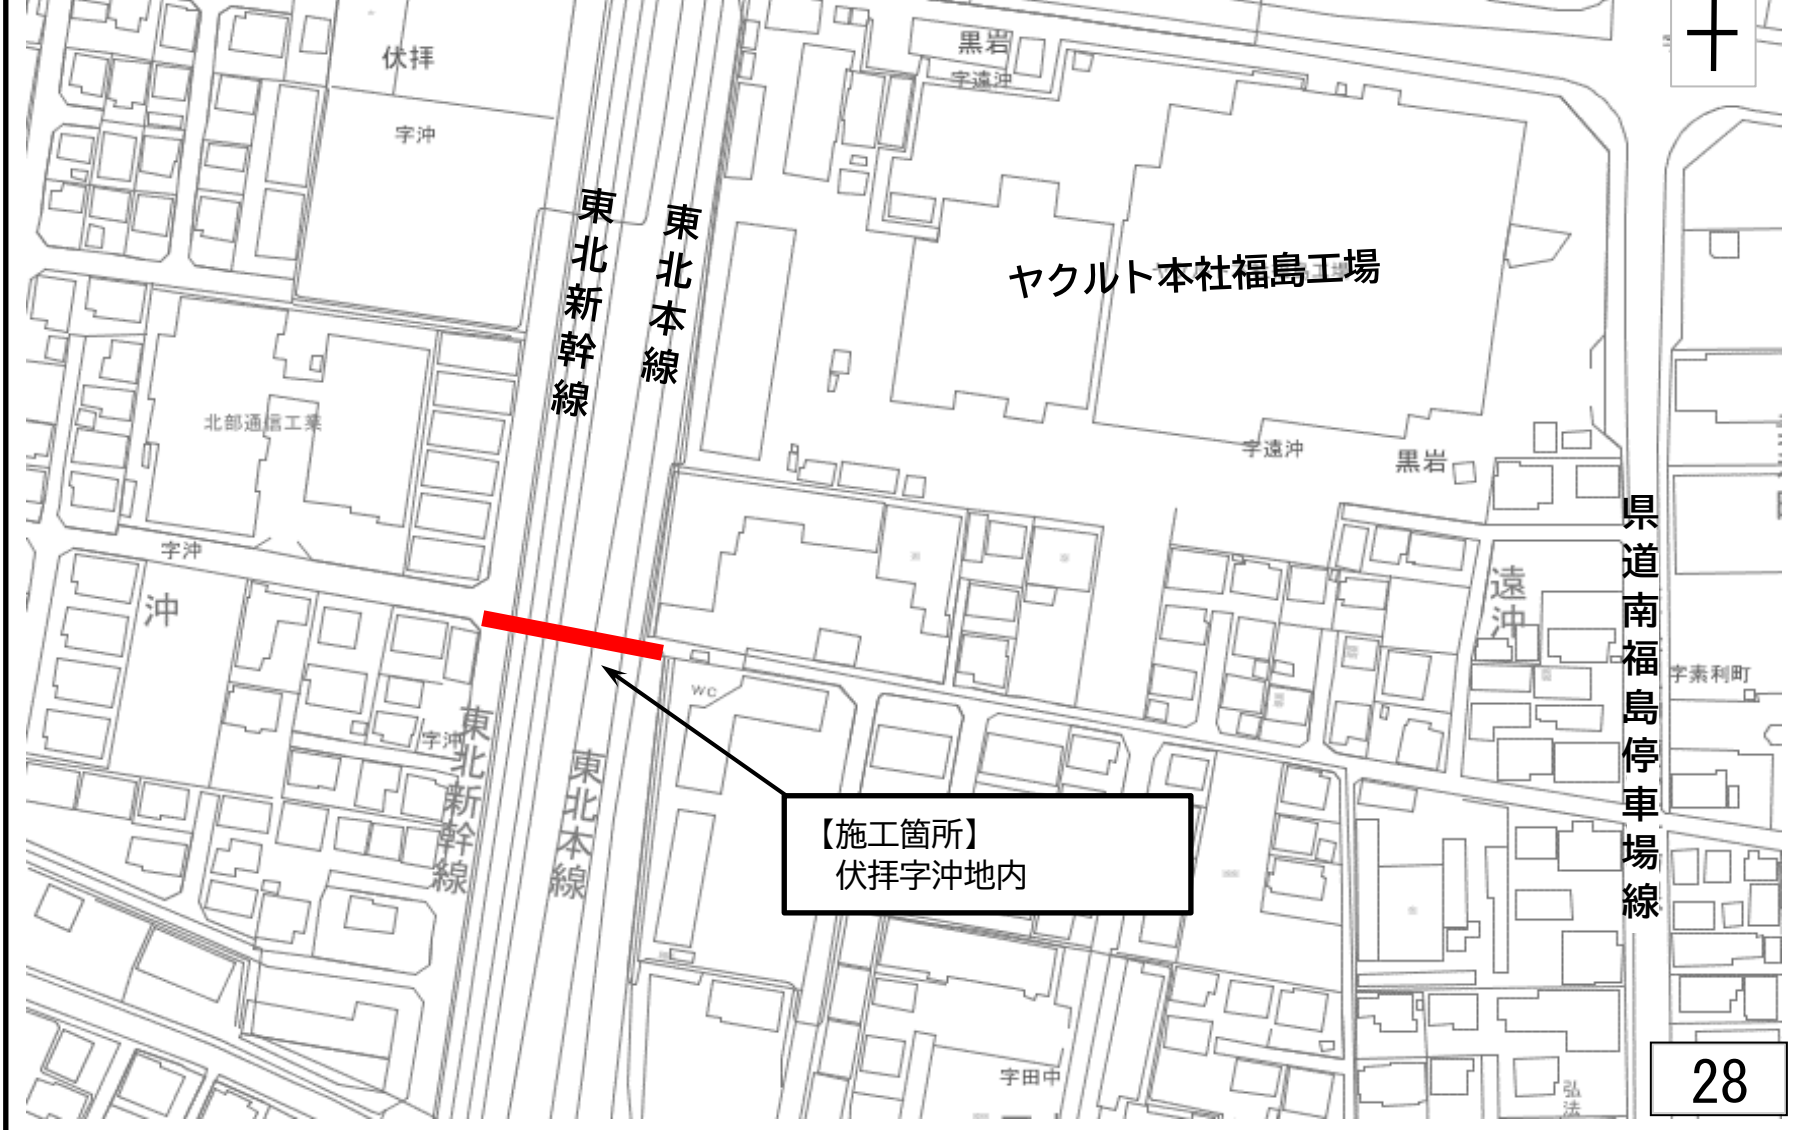 伏拝
字沖
黒岩
字遠沖
東北新幹線
東北本線
ヤクルト本社福島工場
北部通信工業
字遠沖
黒岩
県道南福島停車場線
字沖
沖
遠沖
字素利町
WC
字沖
東北新幹線
東北本線
【施工箇所】
伏拝字沖地内
字田中
弘法
28